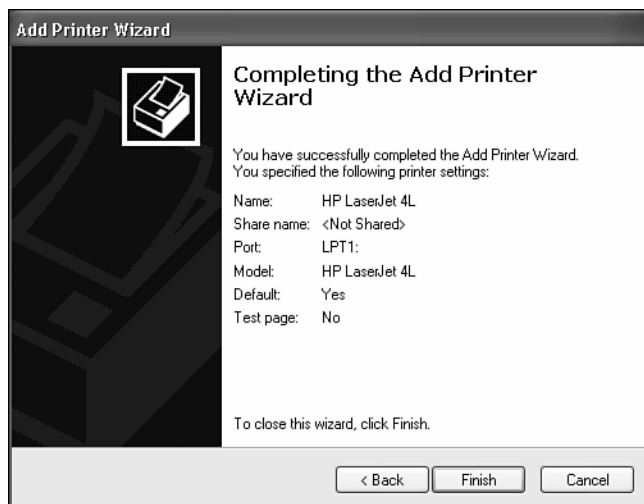 Add Printer Wizard
Completing the Add Printer
Wizard
You have successfully completed the Add Printer Wizard.
You specified the following printer settings:
Name: HP LaserJet 4L
Share name: <Not Shared>
Port: LPT1:
Model: HP LaserJet 4L
Default: Yes
Test page: No
To close this wizard, click Finish.
< Back Finish Cancel